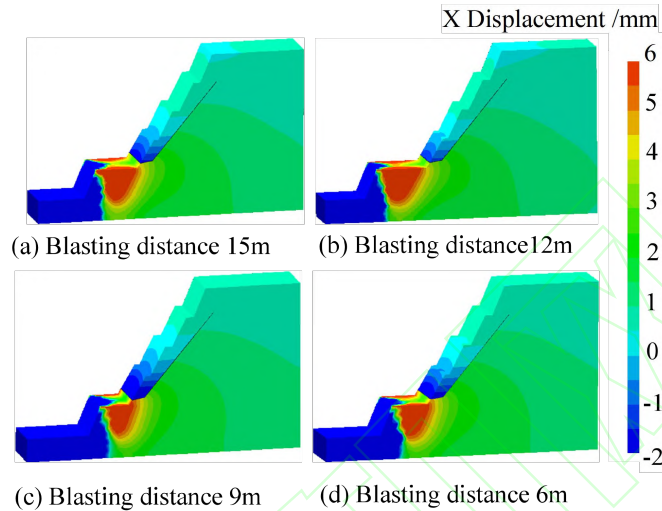 X Displacement /mm
6
5
4
3
2
1
0
-1
-2
(a) Blasting distance 15m
(b) Blasting distance12m
(c) Blasting distance 9m
(d) Blasting distance 6m